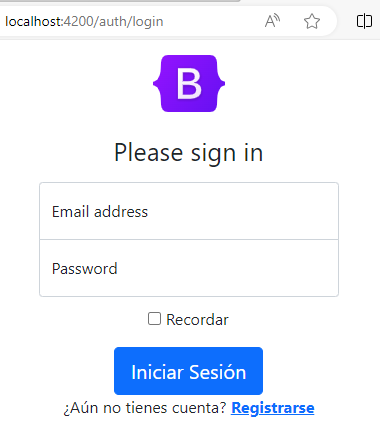 localhost:4200/auth/login
B
Please sign in
Email address
Password
Recordar
Iniciar Sesión
¿Aún no tienes cuenta? Registrarse